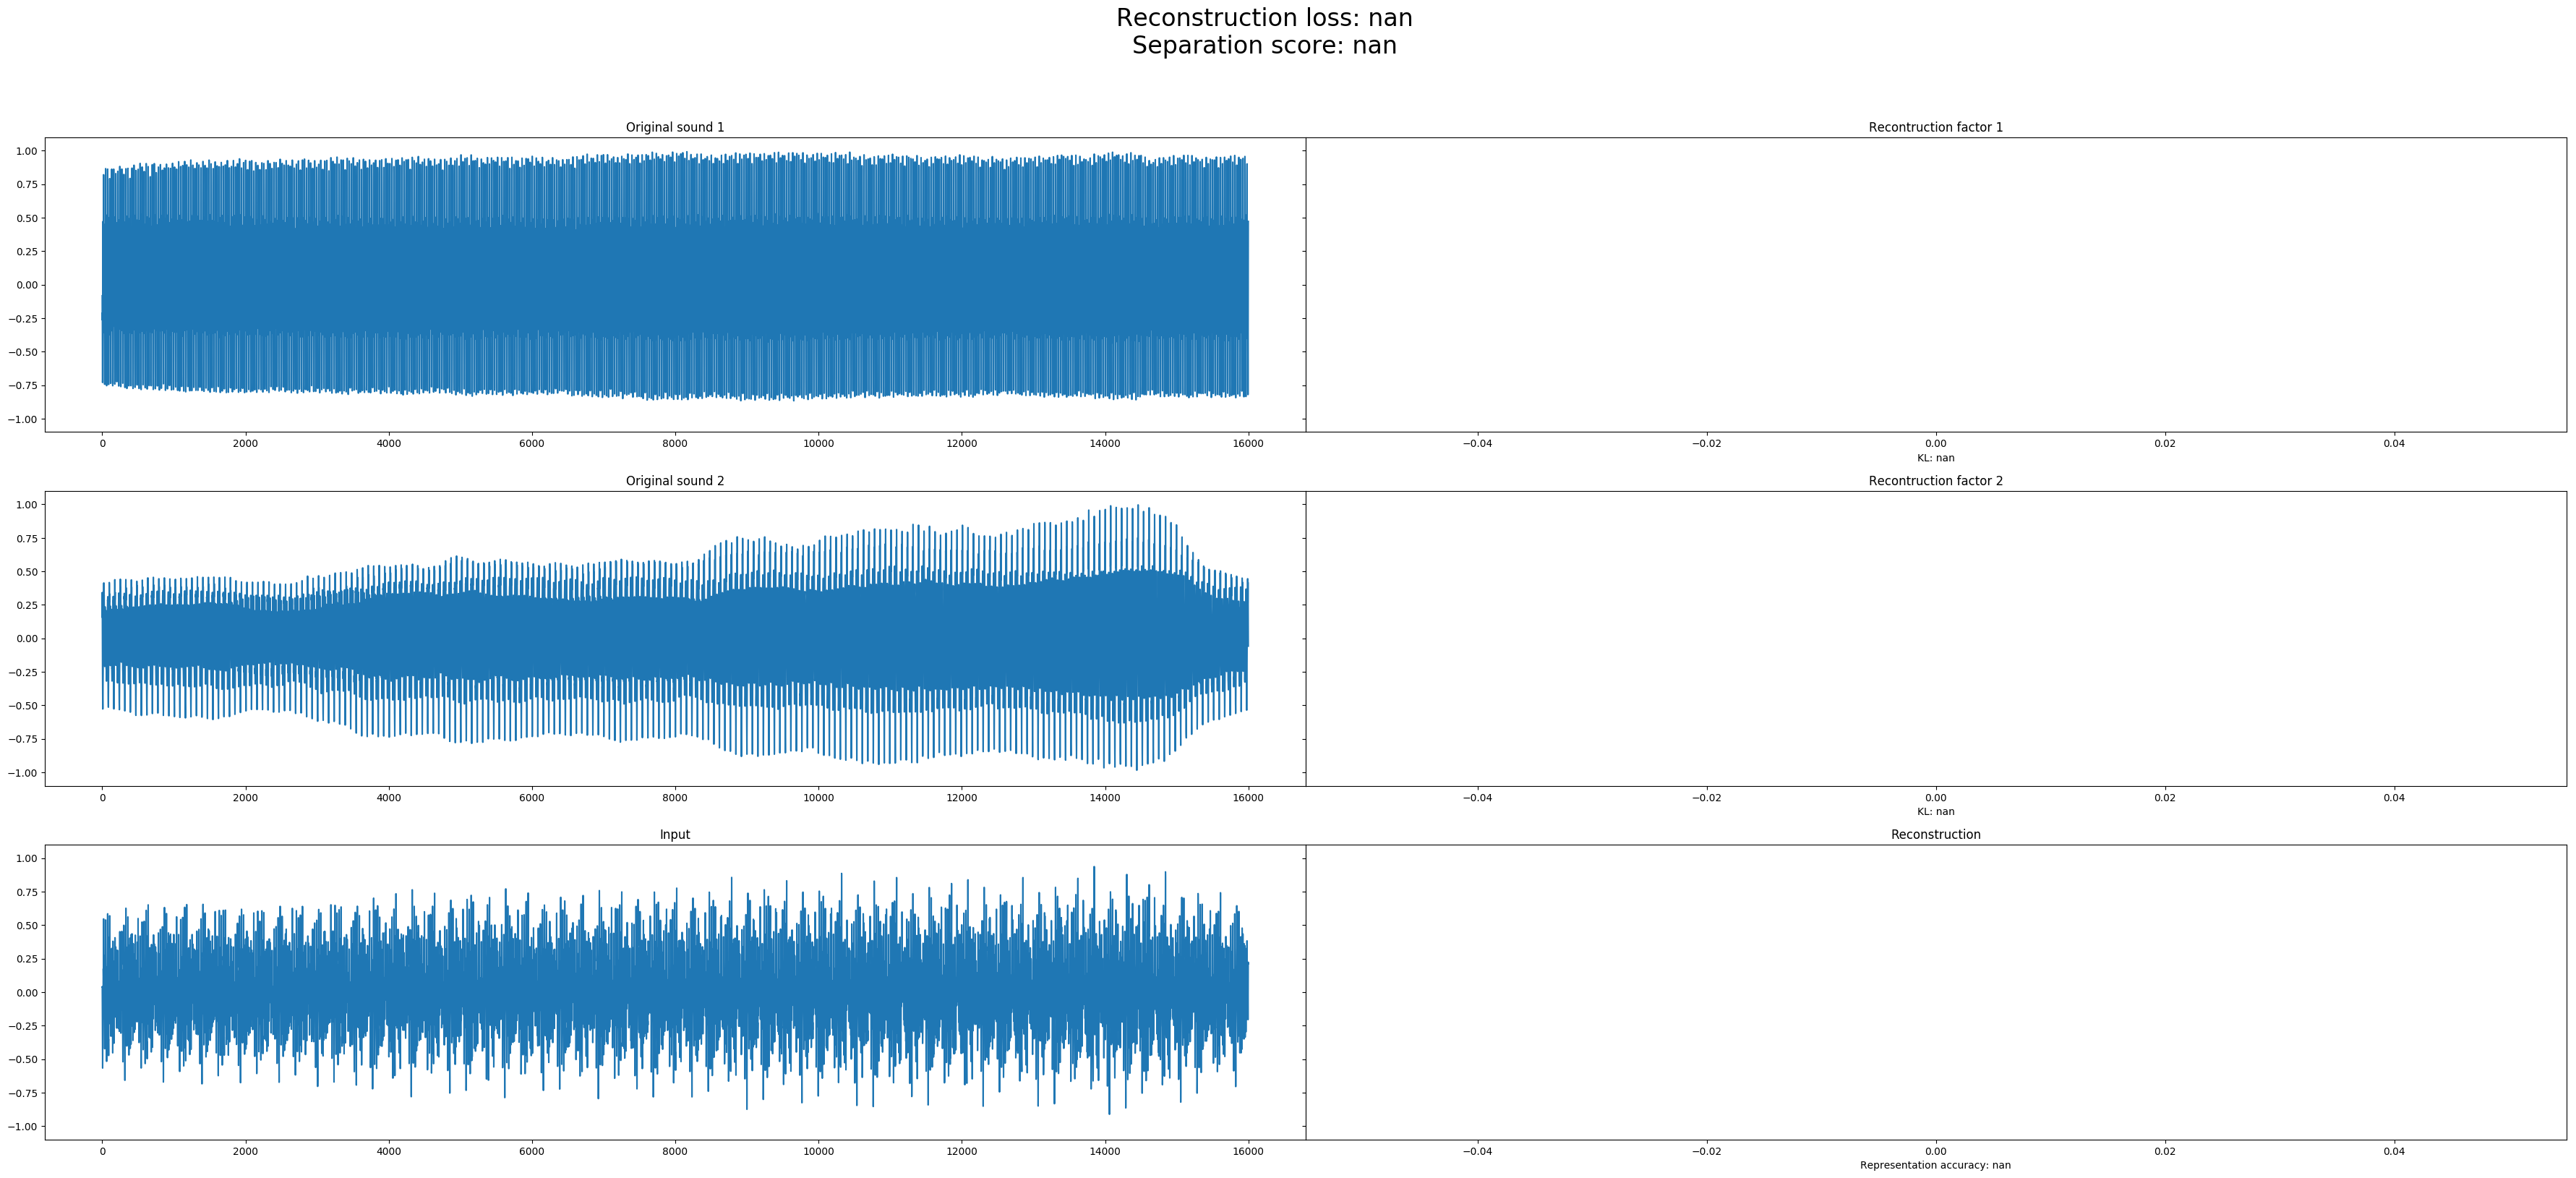 Reconstruction loss: nan
Separation score: nan
Original sound 1
Recontruction factor 1
1.00
0.75
0.50
0.25
0.00
−0.25
−0.50
−0.75
−1.00
0 2000 4000 6000 8000 10000 12000 14000 16000
−0.04 −0.02 0.00 0.02 0.04
KL: nan
Original sound 2
Recontruction factor 2
1.00
0.75
0.50
0.25
0.00
−0.25
−0.50
−0.75
−1.00
0 2000 4000 6000 8000 10000 12000 14000 16000
−0.04 −0.02 0.00 0.02 0.04
KL: nan
Input
Reconstruction
1.00
0.75
0.50
0.25
0.00
−0.25
−0.50
−0.75
−1.00
0 2000 4000 6000 8000 10000 12000 14000 16000
−0.04 −0.02 0.00 0.02 0.04
Representation accuracy: nan